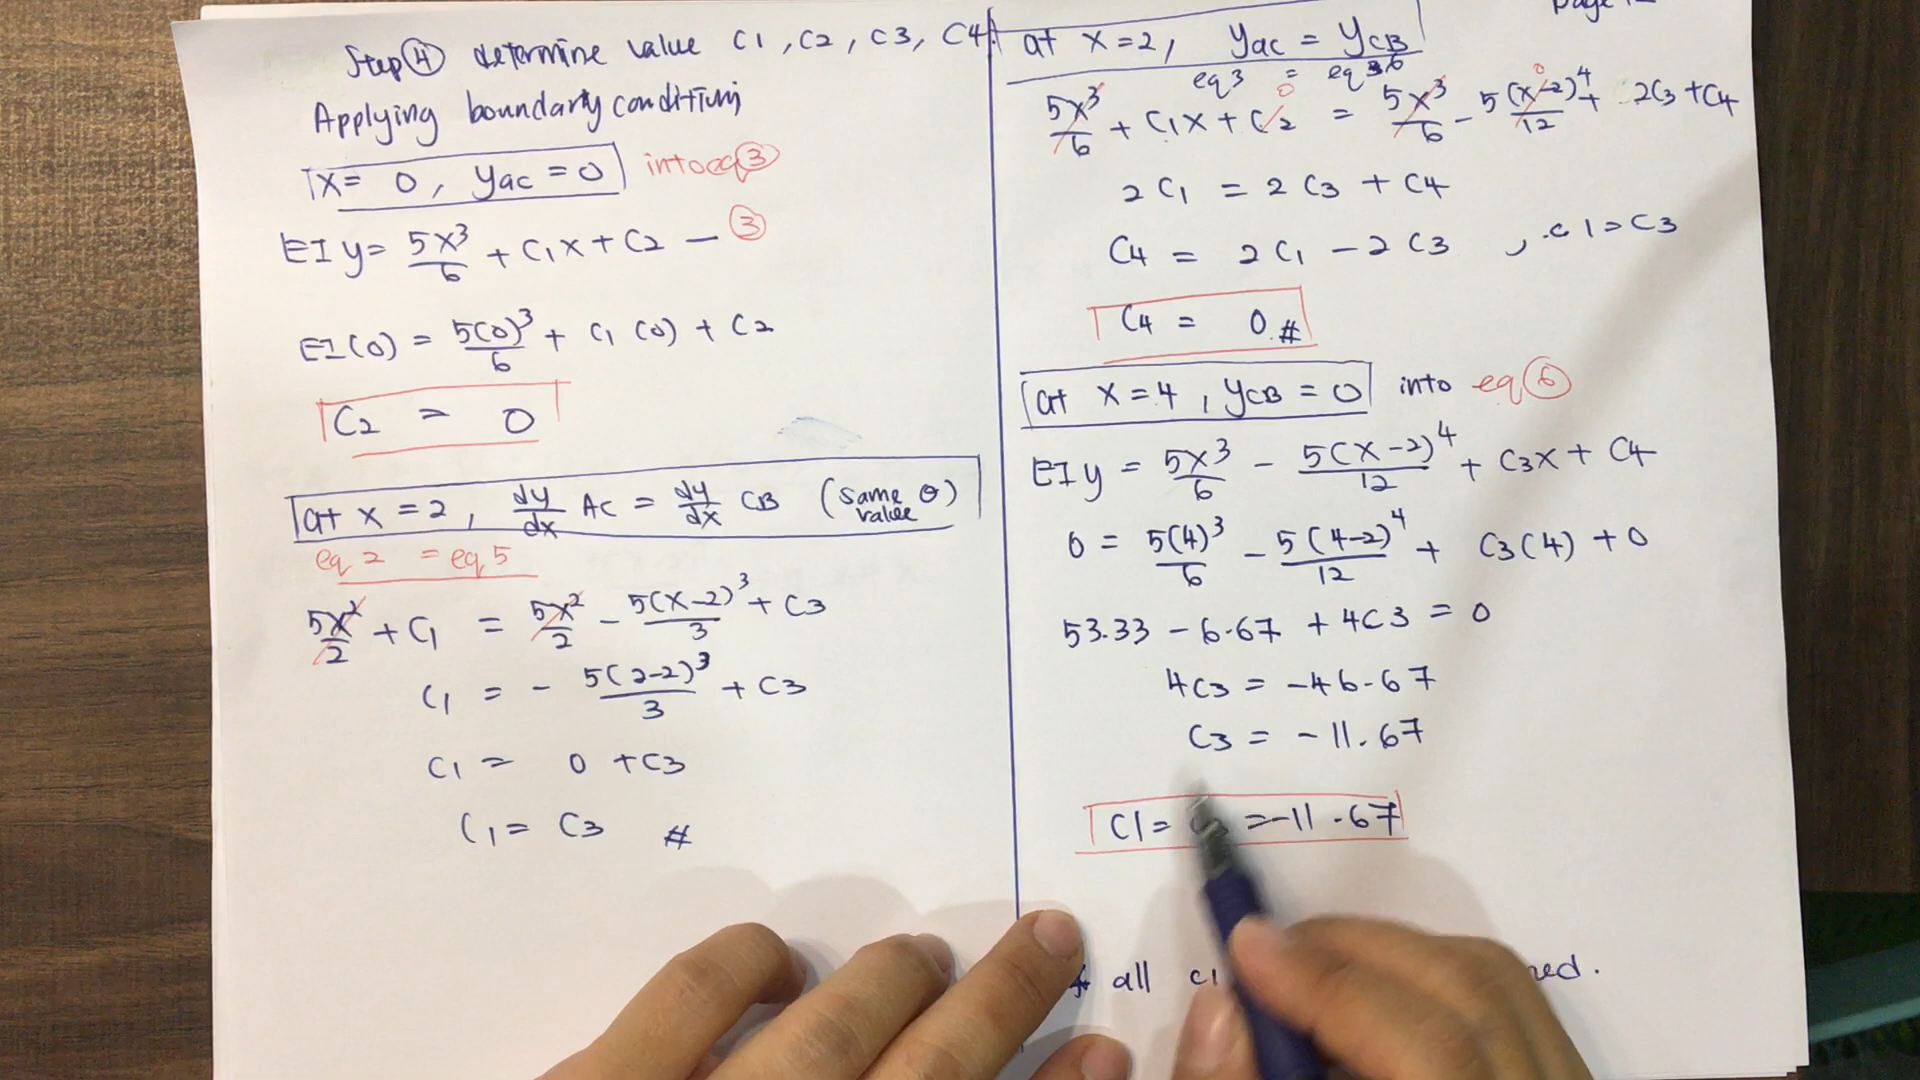 Step ④ determine value C1, C2, C3, C4.
Applying boundary conditions
x = 0, yac = 0 into eq ③
EI y = 5x³/6 + C1x + C2 — ③
EI(0) = 5(0)³/6 + C1 (0) + C2
C2 = 0
at x = 2, dy/dx AC = dy/dx CB (same θ value)
eq 2 = eq 5
5x²/2 + C1 = 5x²/2 - 5(x-2)³/3 + C3
C1 = - 5(2-2)³/3 + C3
C1 = 0 + C3
C1 = C3 #
Page
at x = 2, yac = yCB
eq 3 = eq 6
0 0
5x³/6 + C1x + C2 = 5x³/6 - 5(x-2)⁴/12 + 2C3 + C4
2C1 = 2C3 + C4
C4 = 2C1 - 2C3 , C1 = C3
C4 = 0 #
at x = 4, yCB = 0 into eq ⑥
EI y = 5x³/6 - 5(x-2)⁴/12 + C3x + C4
0 = 5(4)³/6 - 5(4-2)⁴/12 + C3(4) + 0
53.33 - 6.67 + 4C3 = 0
4C3 = -46.67
C3 = -11.67
C1 = = -11.67
all C1